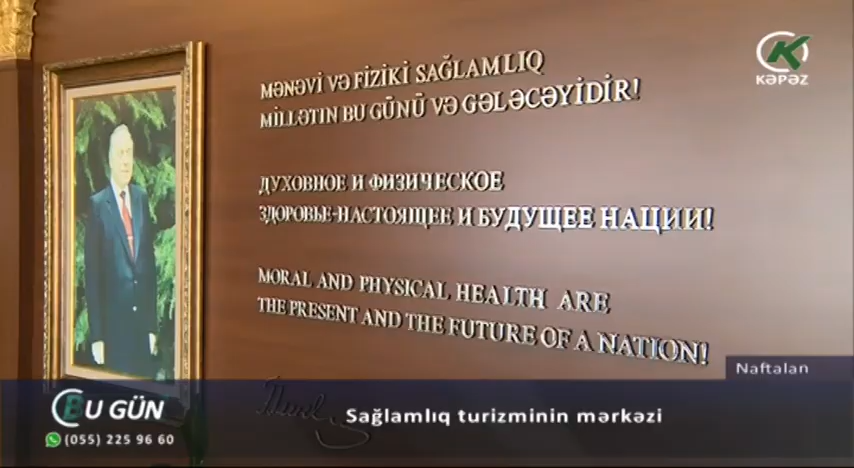 MƏNƏVİ VƏ FİZİKİ SAĞLAMLIQ
MİLLƏTİN BU GÜNÜ VƏ GƏLƏCƏYİDİR!
ДУХОВНОЕ И ФИЗИЧЕСКОЕ
ЗДОРОВЬЕ-НАСТОЯЩЕЕ И БУДУЩЕЕ НАЦИИ!
MORAL AND PHYSICAL HEALTH ARE
THE PRESENT AND THE FUTURE OF A NATION!
K
KƏPƏZ
Naftalan
BU GÜN
(055) 225 96 60
Sağlamlıq turizminin mərkəzi